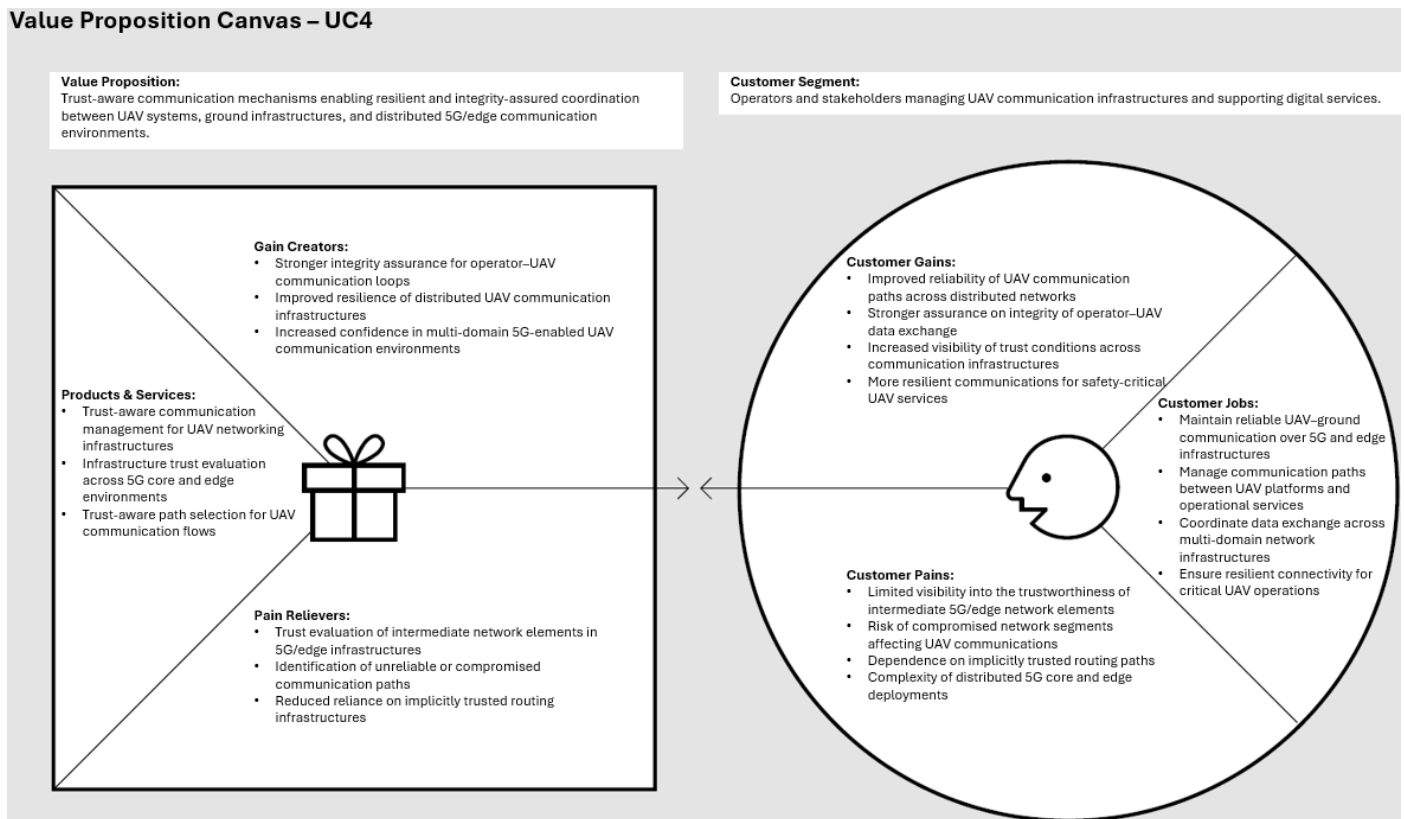 Value Proposition Canvas – UC4
Value Proposition:
Trust-aware communication mechanisms enabling resilient and integrity-assured coordination
between UAV systems, ground infrastructures, and distributed 5G/edge communication
environments.
Customer Segment:
Operators and stakeholders managing UAV communication infrastructures and supporting digital services.
Gain Creators:
• Stronger integrity assurance for operator–UAV
communication loops
• Improved resilience of distributed UAV communication
infrastructures
• Increased confidence in multi-domain 5G-enabled UAV
communication environments
Products & Services:
• Trust-aware communication
management for UAV networking
infrastructures
• Infrastructure trust evaluation
across 5G core and edge
environments
• Trust-aware path selection for UAV
communication flows
Pain Relievers:
• Trust evaluation of intermediate network elements in
5G/edge infrastructures
• Identification of unreliable or compromised
communication paths
• Reduced reliance on implicitly trusted routing
infrastructures
Customer Gains:
• Improved reliability of UAV communication
paths across distributed networks
• Stronger assurance on integrity of operator–UAV
data exchange
• Increased visibility of trust conditions across
communication infrastructures
• More resilient communications for safety-critical
UAV services
Customer Jobs:
• Maintain reliable UAV–ground
communication over 5G and edge
infrastructures
• Manage communication paths
between UAV platforms and
operational services
• Coordinate data exchange across
multi-domain network
infrastructures
• Ensure resilient connectivity for
critical UAV operations
Customer Pains:
• Limited visibility into the trustworthiness of
intermediate 5G/edge network elements
• Risk of compromised network segments
affecting UAV communications
• Dependence on implicitly trusted routing paths
• Complexity of distributed 5G core and edge
deployments